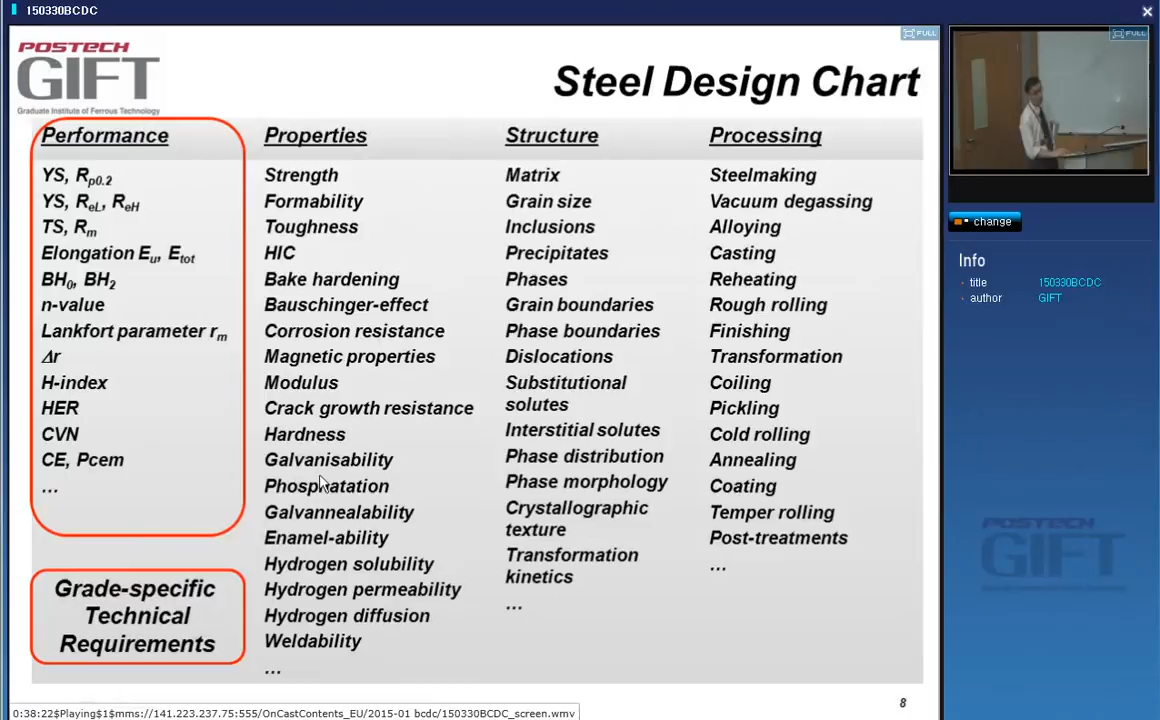 150330BCDC
FULL
POSTECH
GIFT
Graduate Institute of Ferrous Technology
Steel Design Chart
Performance
YS, Rp0.2
YS, ReL, ReH
TS, Rm
Elongation Eu, Etot
BH0, BH2
n-value
Lankfort parameter rm
Δr
H-index
HER
CVN
CE, Pcem
...
Grade-specific
Technical
Requirements
Properties
Strength
Formability
Toughness
HIC
Bake hardening
Bauschinger-effect
Corrosion resistance
Magnetic properties
Modulus
Crack growth resistance
Hardness
Galvanisability
Phosphatation
Galvannealability
Enamel-ability
Hydrogen solubility
Hydrogen permeability
Hydrogen diffusion
Weldability
...
Structure
Matrix
Grain size
Inclusions
Precipitates
Phases
Grain boundaries
Phase boundaries
Dislocations
Substitutional
solutes
Interstitial solutes
Phase distribution
Phase morphology
Crystallographic
texture
Transformation
kinetics
...
Processing
Steelmaking
Vacuum degassing
Alloying
Casting
Reheating
Rough rolling
Finishing
Transformation
Coiling
Pickling
Cold rolling
Annealing
Coating
Temper rolling
Post-treatments
...
8
0:38:22$Playing$1$mms://141.223.237.75:555/OnCastContents_EU/2015-01 bcdc/150330BCDC_screen.wmv
FULL
change
Info
title 150330BCDC
author GIFT
POSTECH
GIFT